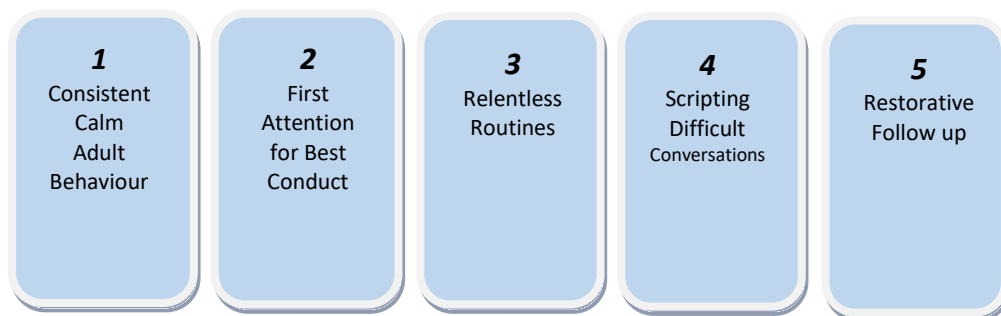 1
Consistent
Calm
Adult
Behaviour
2
First
Attention
for Best
Conduct
3
Relentless
Routines
4
Scripting
Difficult
Conversations
5
Restorative
Follow up